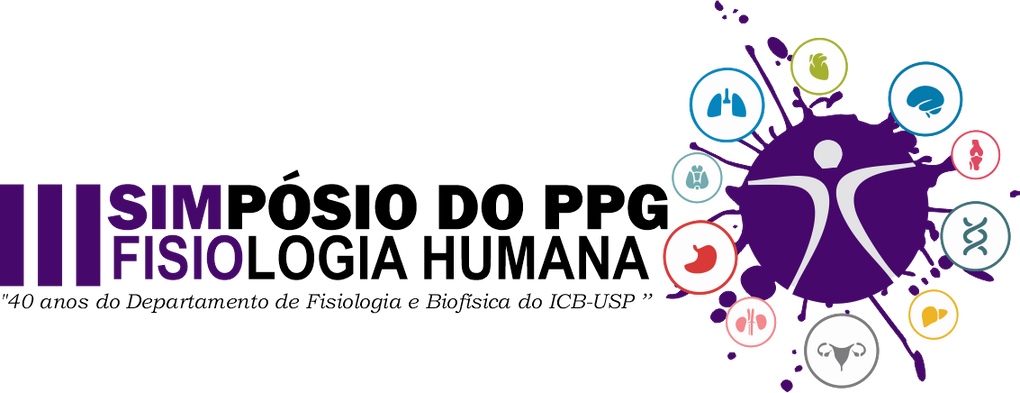 III SIMPÓSIO DO PPG
FISIOLOGIA HUMANA
"40 anos do Departamento de Fisiologia e Biofísica do ICB-USP ”